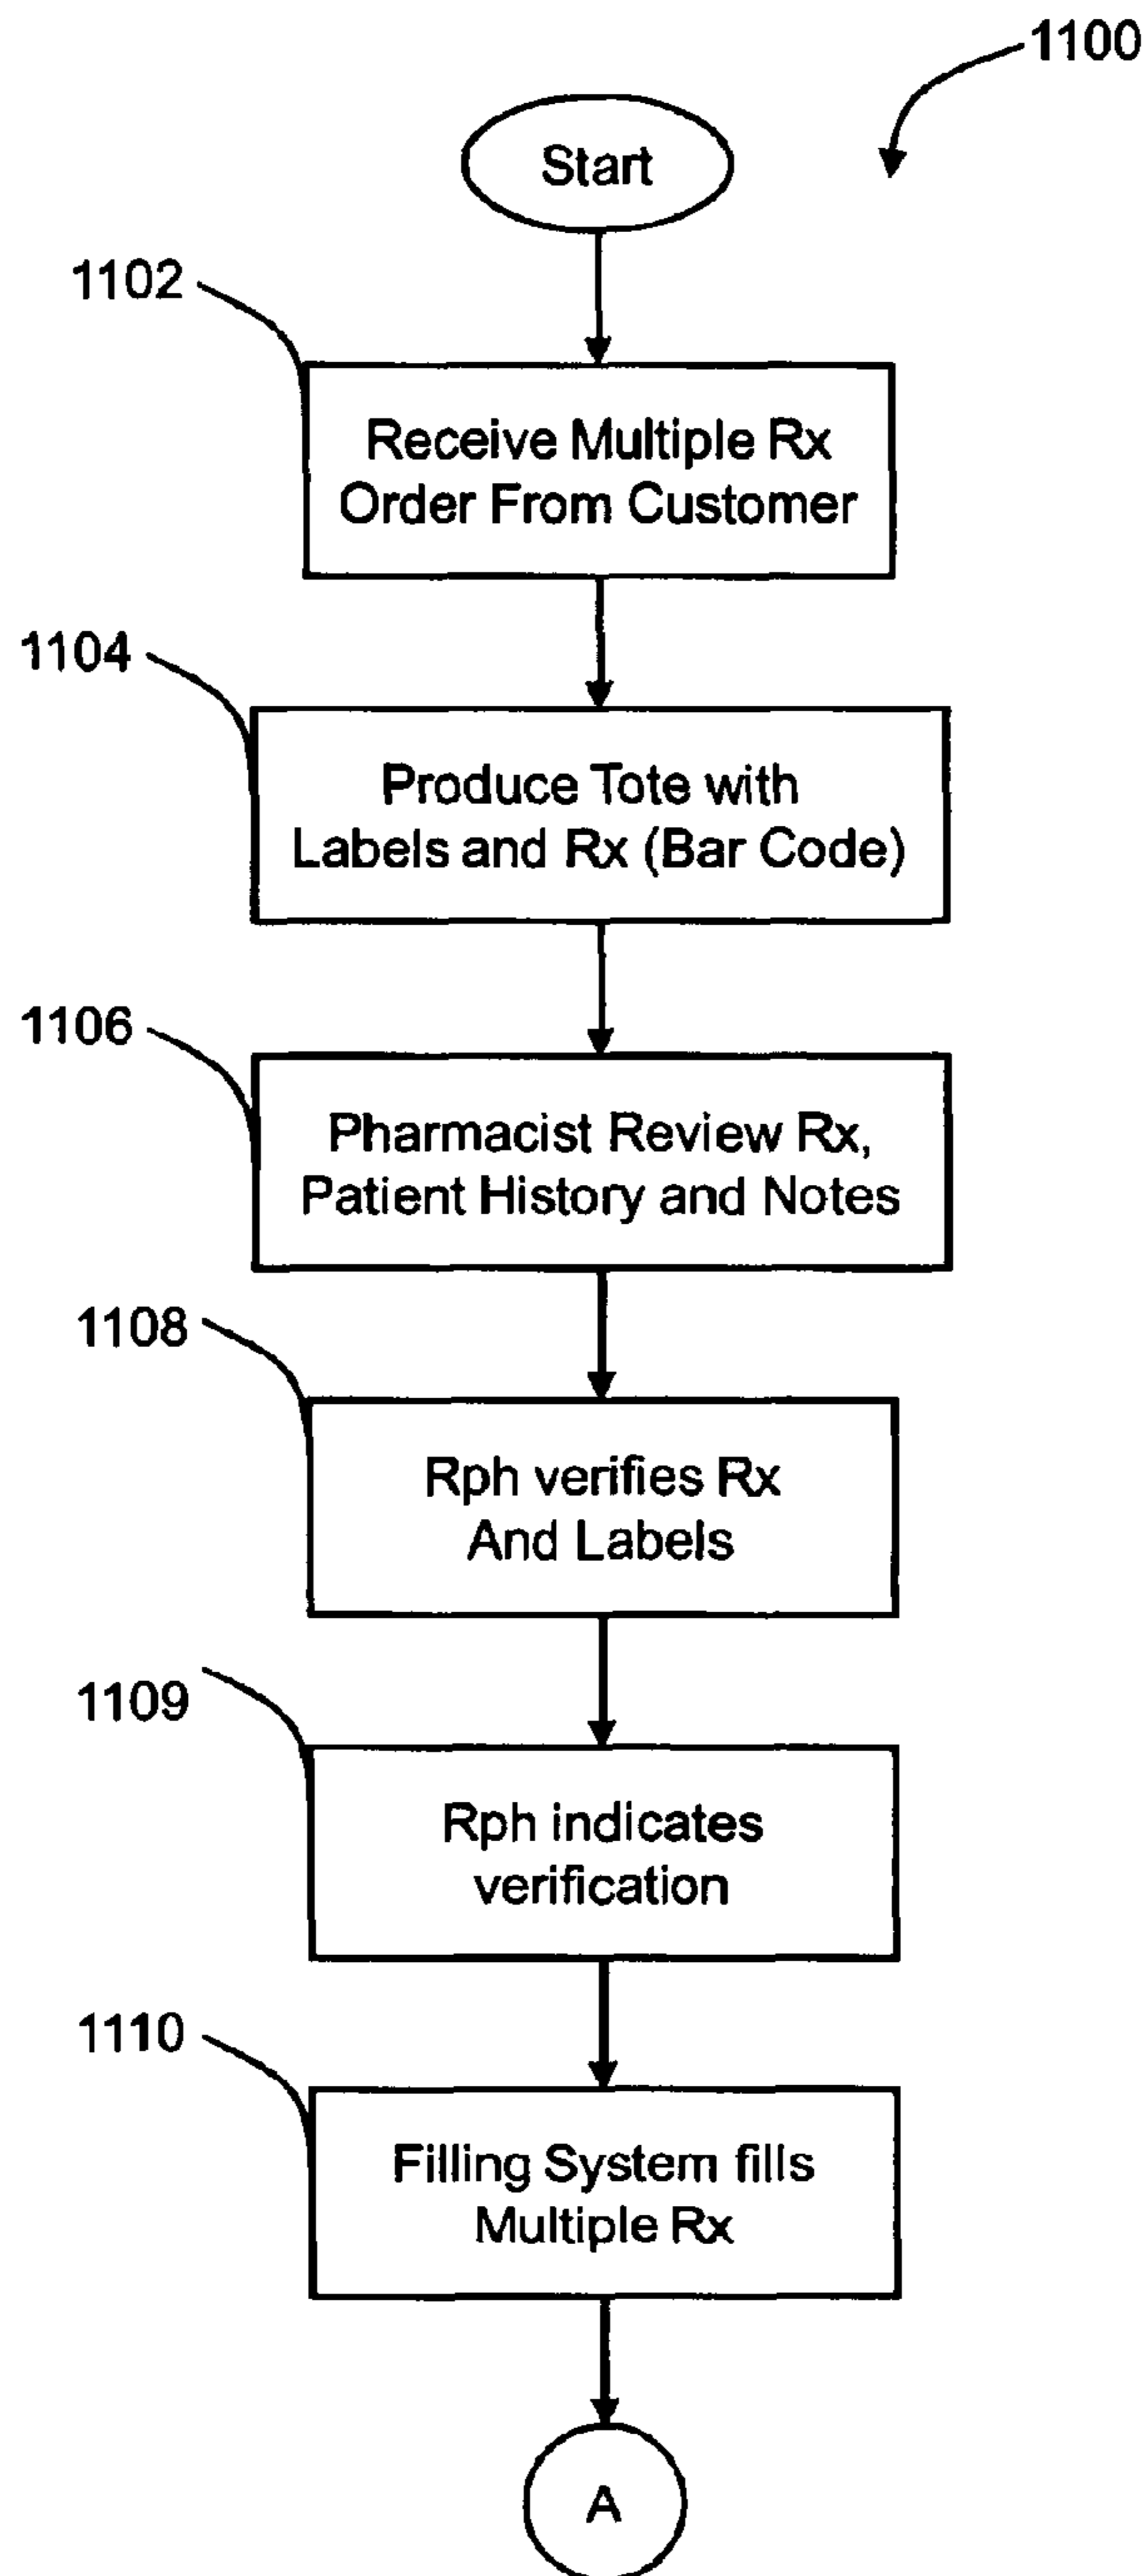 1100
Start
1102
Receive Multiple Rx
Order From Customer
1104
Produce Tote with
Labels and Rx (Bar Code)
1106
Pharmacist Review Rx,
Patient History and Notes
1108
Rph verifies Rx
And Labels
1109
Rph indicates
verification
1110
Filling System fills
Multiple Rx
A